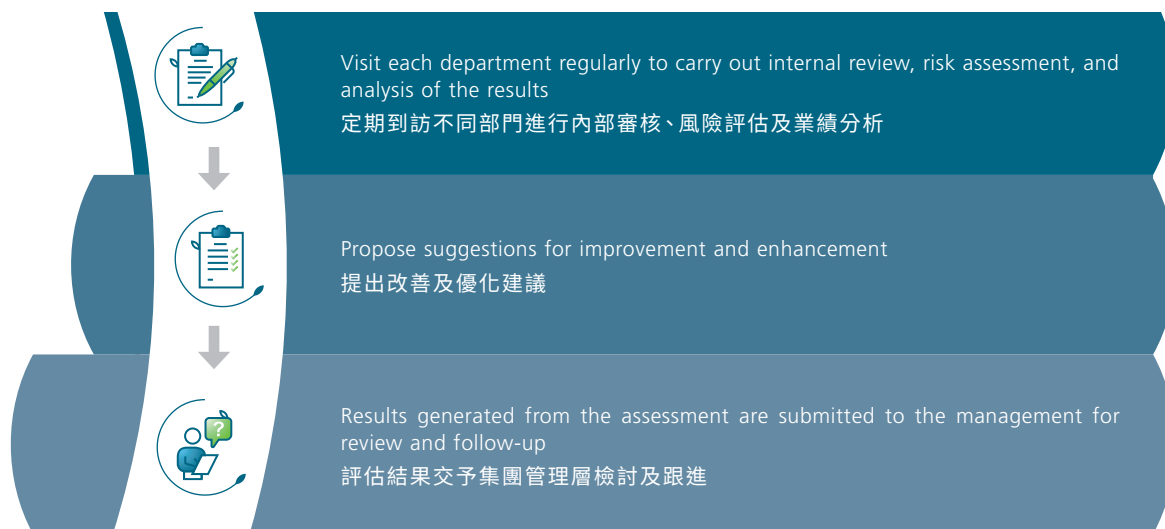 Visit each department regularly to carry out internal review, risk assessment, and
analysis of the results
定期到訪不同部門進行內部審核、風險評估及業績分析
Propose suggestions for improvement and enhancement
提出改善及優化建議
?
Results generated from the assessment are submitted to the management for
review and follow-up
評估結果交予集團管理層檢討及跟進